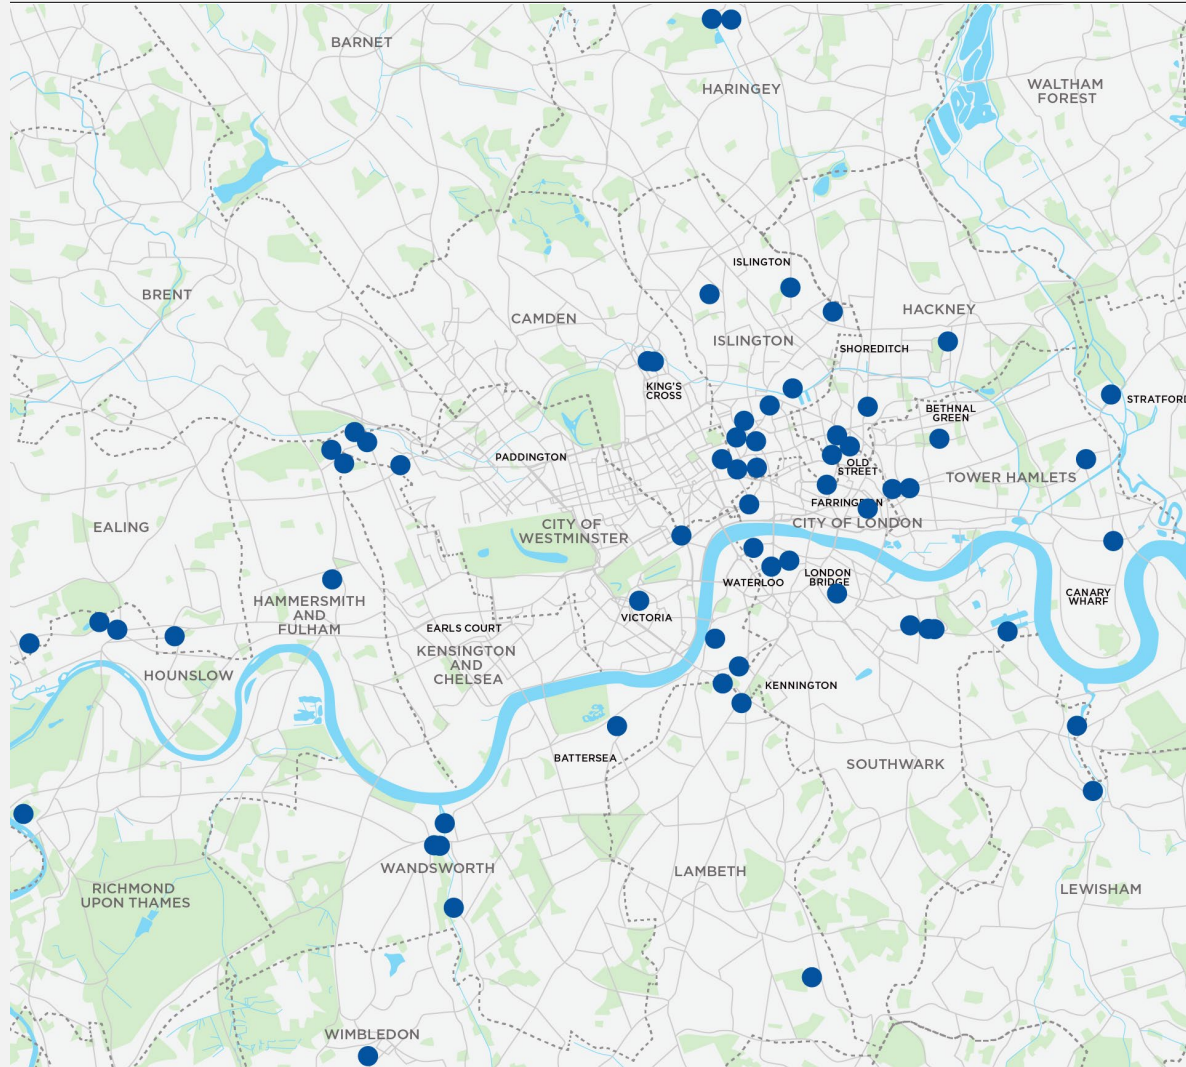 BARNET
HARINGEY
WALTHAM
FOREST
ISLINGTON
BRENT
CAMDEN
HACKNEY
ISLINGTON
SHOREDITCH
KING'S
CROSS
STRATFORD
BETHNAL
GREEN
PADDINGTON
OLD
STREET
TOWER HAMLETS
FARRINGDON
EALING
CITY OF
WESTMINSTER
CITY OF LONDON
WATERLOO
LONDON
BRIDGE
CANARY
WHARF
HAMMERSMITH
AND
FULHAM
VICTORIA
EARLS COURT
KENSINGTON
AND
CHELSEA
HOUNSLOW
KENNINGTON
BATTERSEA
SOUTHWARK
WANDSWORTH
LAMBETH
RICHMOND
UPON THAMES
LEWISHAM
WIMBLEDON